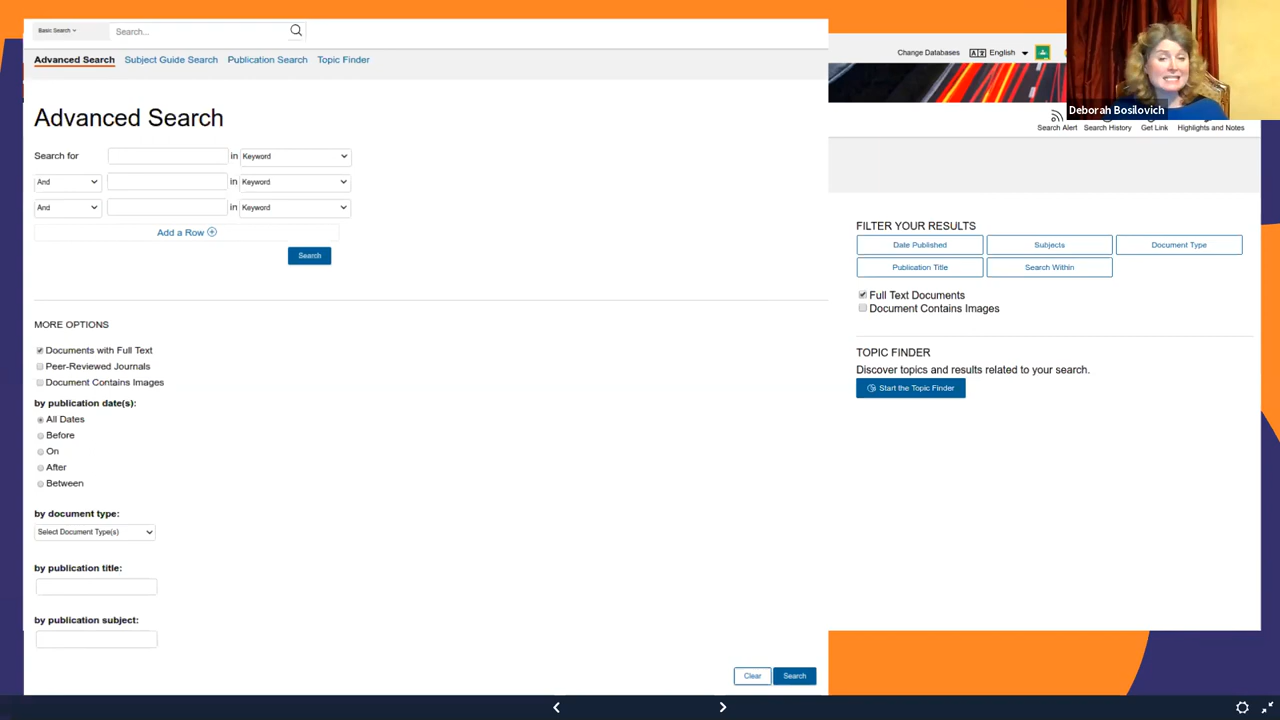 Basic Search
Search...
Advanced Search Subject Guide Search Publication Search Topic Finder
Advanced Search
Search for in Keyword
And in Keyword
And in Keyword
Add a Row
Search
MORE OPTIONS
Documents with Full Text
Peer-Reviewed Journals
Document Contains Images
by publication date(s):
All Dates
Before
On
After
Between
by document type:
Select Document Type(s)
by publication title:
by publication subject:
Clear Search
Change Databases English
Deborah Bosilovich
Search Alert Search History Get Link Highlights and Notes
FILTER YOUR RESULTS
Date Published Subjects Document Type
Publication Title Search Within
Full Text Documents
Document Contains Images
TOPIC FINDER
Discover topics and results related to your search.
Start the Topic Finder